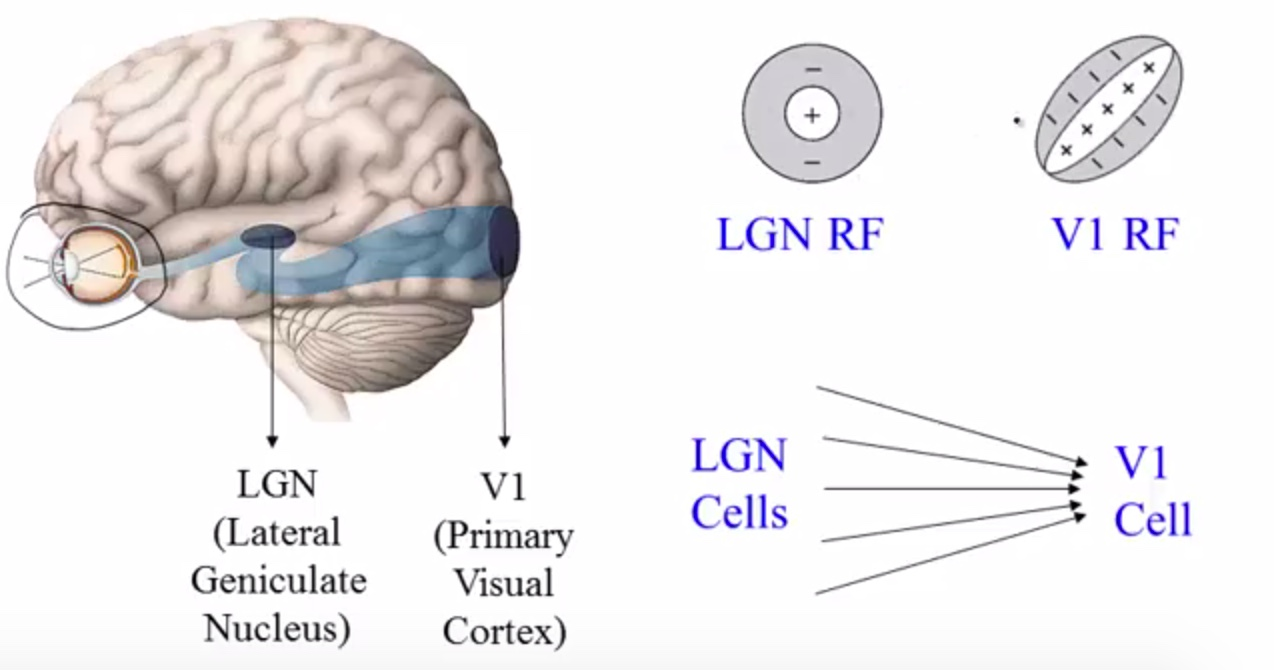 LGN RF
V1 RF
LGN
Cells
V1
Cell
LGN
(Lateral
Geniculate
Nucleus)
V1
(Primary
Visual
Cortex)